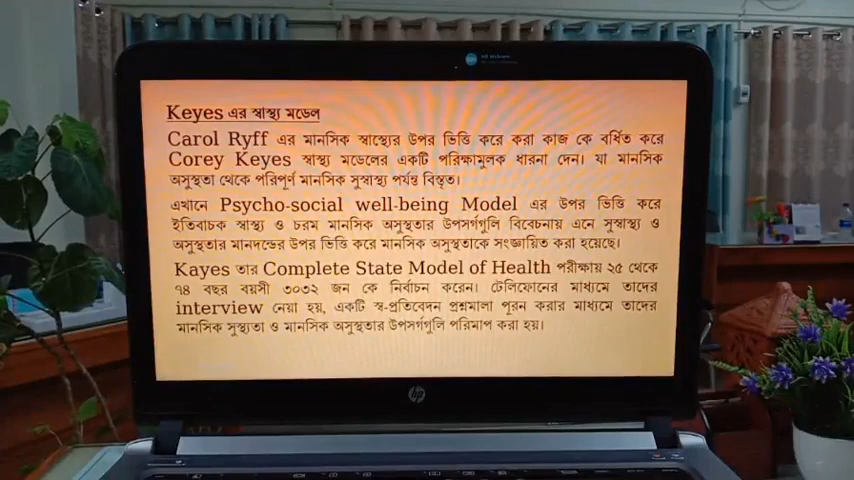 Keyes এর স্বাস্থ্য মডেল
Carol Ryff এর মানসিক স্বাস্থ্যের উপর ভিত্তি করে করা কাজ কে বর্ধিত করে
Corey Keyes স্বাস্থ্য মডেলের একটি পরিক্ষামুলক ধারনা দেন। যা মানসিক
অসুস্থতা থেকে পরিপূর্ণ মানসিক সুস্বাস্থ্য পর্যন্ত বিস্তৃত।
এখানে Psycho-social well-being Model এর উপর ভিত্তি করে
ইতিবাচক স্বাস্থ্য ও চরম মানসিক অসুস্থতার উপসর্গগুলি বিবেচনায় এনে সুস্বাস্থ্য ও
অসুস্থতার মানদন্ডের উপর ভিত্তি করে মানসিক অসুস্থতাকে সংজ্ঞায়িত করা হয়েছে।
Kayes তার Complete State Model of Health পরীক্ষায় ২৫ থেকে
৭৪ বছর বয়সী ৩০৩২ জন কে নির্বাচন করেন। টেলিফোনের মাধ্যমে তাদের
interview নেয়া হয়, একটি স্ব-প্রতিবেদন প্রশ্নমালা পূরন করার মাধ্যমে তাদের
মানসিক সুস্থ্যতা ও মানসিক অসুস্থতার উপসর্গগুলি পরিমাপ করা হয়।
hp